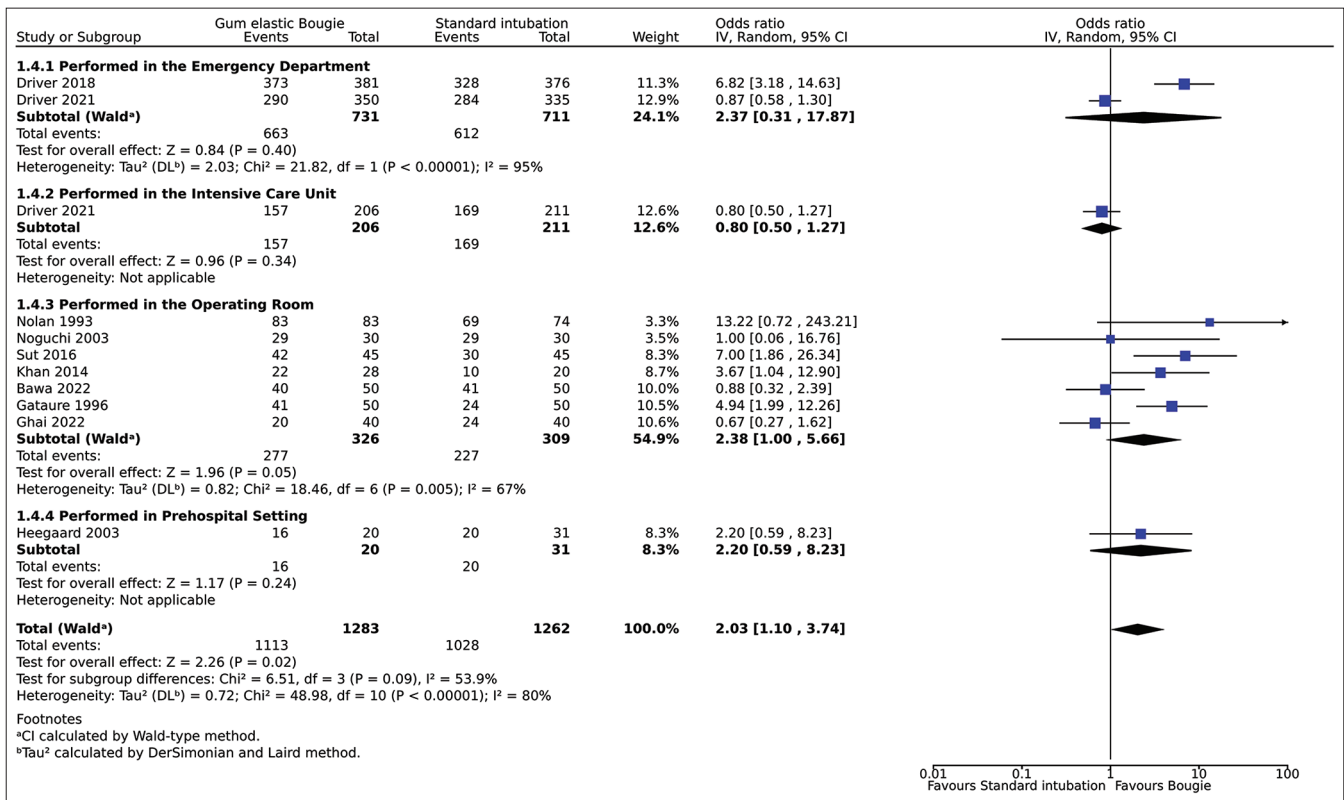 Gum elastic Bougie Standard intubation Odds ratio Odds ratio
Study or Subgroup Events Total Events Total Weight IV, Random, 95% CI IV, Random, 95% CI
1.4.1 Performed in the Emergency Department
Driver 2018 373 381 328 376 11.3% 6.82 [3.18 , 14.63]
Driver 2021 290 350 284 335 12.9% 0.87 [0.58 , 1.30]
Subtotal (Waldᵃ) 731 711 24.1% 2.37 [0.31 , 17.87]
Total events: 663 612
Test for overall effect: Z = 0.84 (P = 0.40)
Heterogeneity: Tau² (DLᵇ) = 2.03; Chi² = 21.82, df = 1 (P < 0.00001); I² = 95%
1.4.2 Performed in the Intensive Care Unit
Driver 2021 157 206 169 211 12.6% 0.80 [0.50 , 1.27]
Subtotal 206 211 12.6% 0.80 [0.50 , 1.27]
Total events: 157 169
Test for overall effect: Z = 0.96 (P = 0.34)
Heterogeneity: Not applicable
1.4.3 Performed in the Operating Room
Nolan 1993 83 83 69 74 3.3% 13.22 [0.72 , 243.21]
Noguchi 2003 29 30 29 30 3.5% 1.00 [0.06 , 16.76]
Sut 2016 42 45 30 45 8.3% 7.00 [1.86 , 26.34]
Khan 2014 22 28 10 20 8.7% 3.67 [1.04 , 12.90]
Bawa 2022 40 50 41 50 10.0% 0.88 [0.32 , 2.39]
Gataure 1996 41 50 24 50 10.5% 4.94 [1.99 , 12.26]
Ghai 2022 20 40 24 40 10.6% 0.67 [0.27 , 1.62]
Subtotal (Waldᵃ) 326 309 54.9% 2.38 [1.00 , 5.66]
Total events: 277 227
Test for overall effect: Z = 1.96 (P = 0.05)
Heterogeneity: Tau² (DLᵇ) = 0.82; Chi² = 18.46, df = 6 (P = 0.005); I² = 67%
1.4.4 Performed in Prehospital Setting
Heegaard 2003 16 20 20 31 8.3% 2.20 [0.59 , 8.23]
Subtotal 20 31 8.3% 2.20 [0.59 , 8.23]
Total events: 16 20
Test for overall effect: Z = 1.17 (P = 0.24)
Heterogeneity: Not applicable
Total (Waldᵃ) 1283 1262 100.0% 2.03 [1.10 , 3.74]
Total events: 1113 1028
Test for overall effect: Z = 2.26 (P = 0.02)
Test for subgroup differences: Chi² = 6.51, df = 3 (P = 0.09), I² = 53.9%
Heterogeneity: Tau² (DLᵇ) = 0.72; Chi² = 48.98, df = 10 (P < 0.00001); I² = 80%
Footnotes
ᵃCI calculated by Wald-type method.
ᵇTau² calculated by DerSimonian and Laird method.
0.01 0.1 1 10 100
Favours Standard intubation Favours Bougie